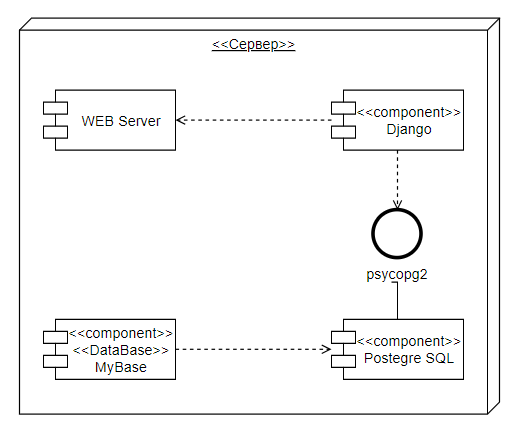 <<Сервер>>
WEB Server
<<component>>
Django
psycopg2
<<component>>
<<DataBase>>
MyBase
<<component>>
Postegre SQL